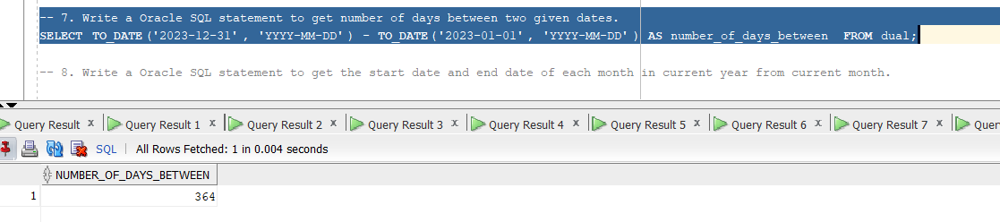 -- 7. Write a Oracle SQL statement to get number of days between two given dates.
SELECT TO_DATE('2023-12-31', 'YYYY-MM-DD') - TO_DATE('2023-01-01', 'YYYY-MM-DD') AS number_of_days_between FROM dual;
-- 8. Write a Oracle SQL statement to get the start date and end date of each month in current year from current month.
Query Result x Query Result 1 x Query Result 2 x Query Result 3 x Query Result 4 x Query Result 5 x Query Result 6 x Query Result 7 x Quer
SQL | All Rows Fetched: 1 in 0.004 seconds
NUMBER_OF_DAYS_BETWEEN
1 364